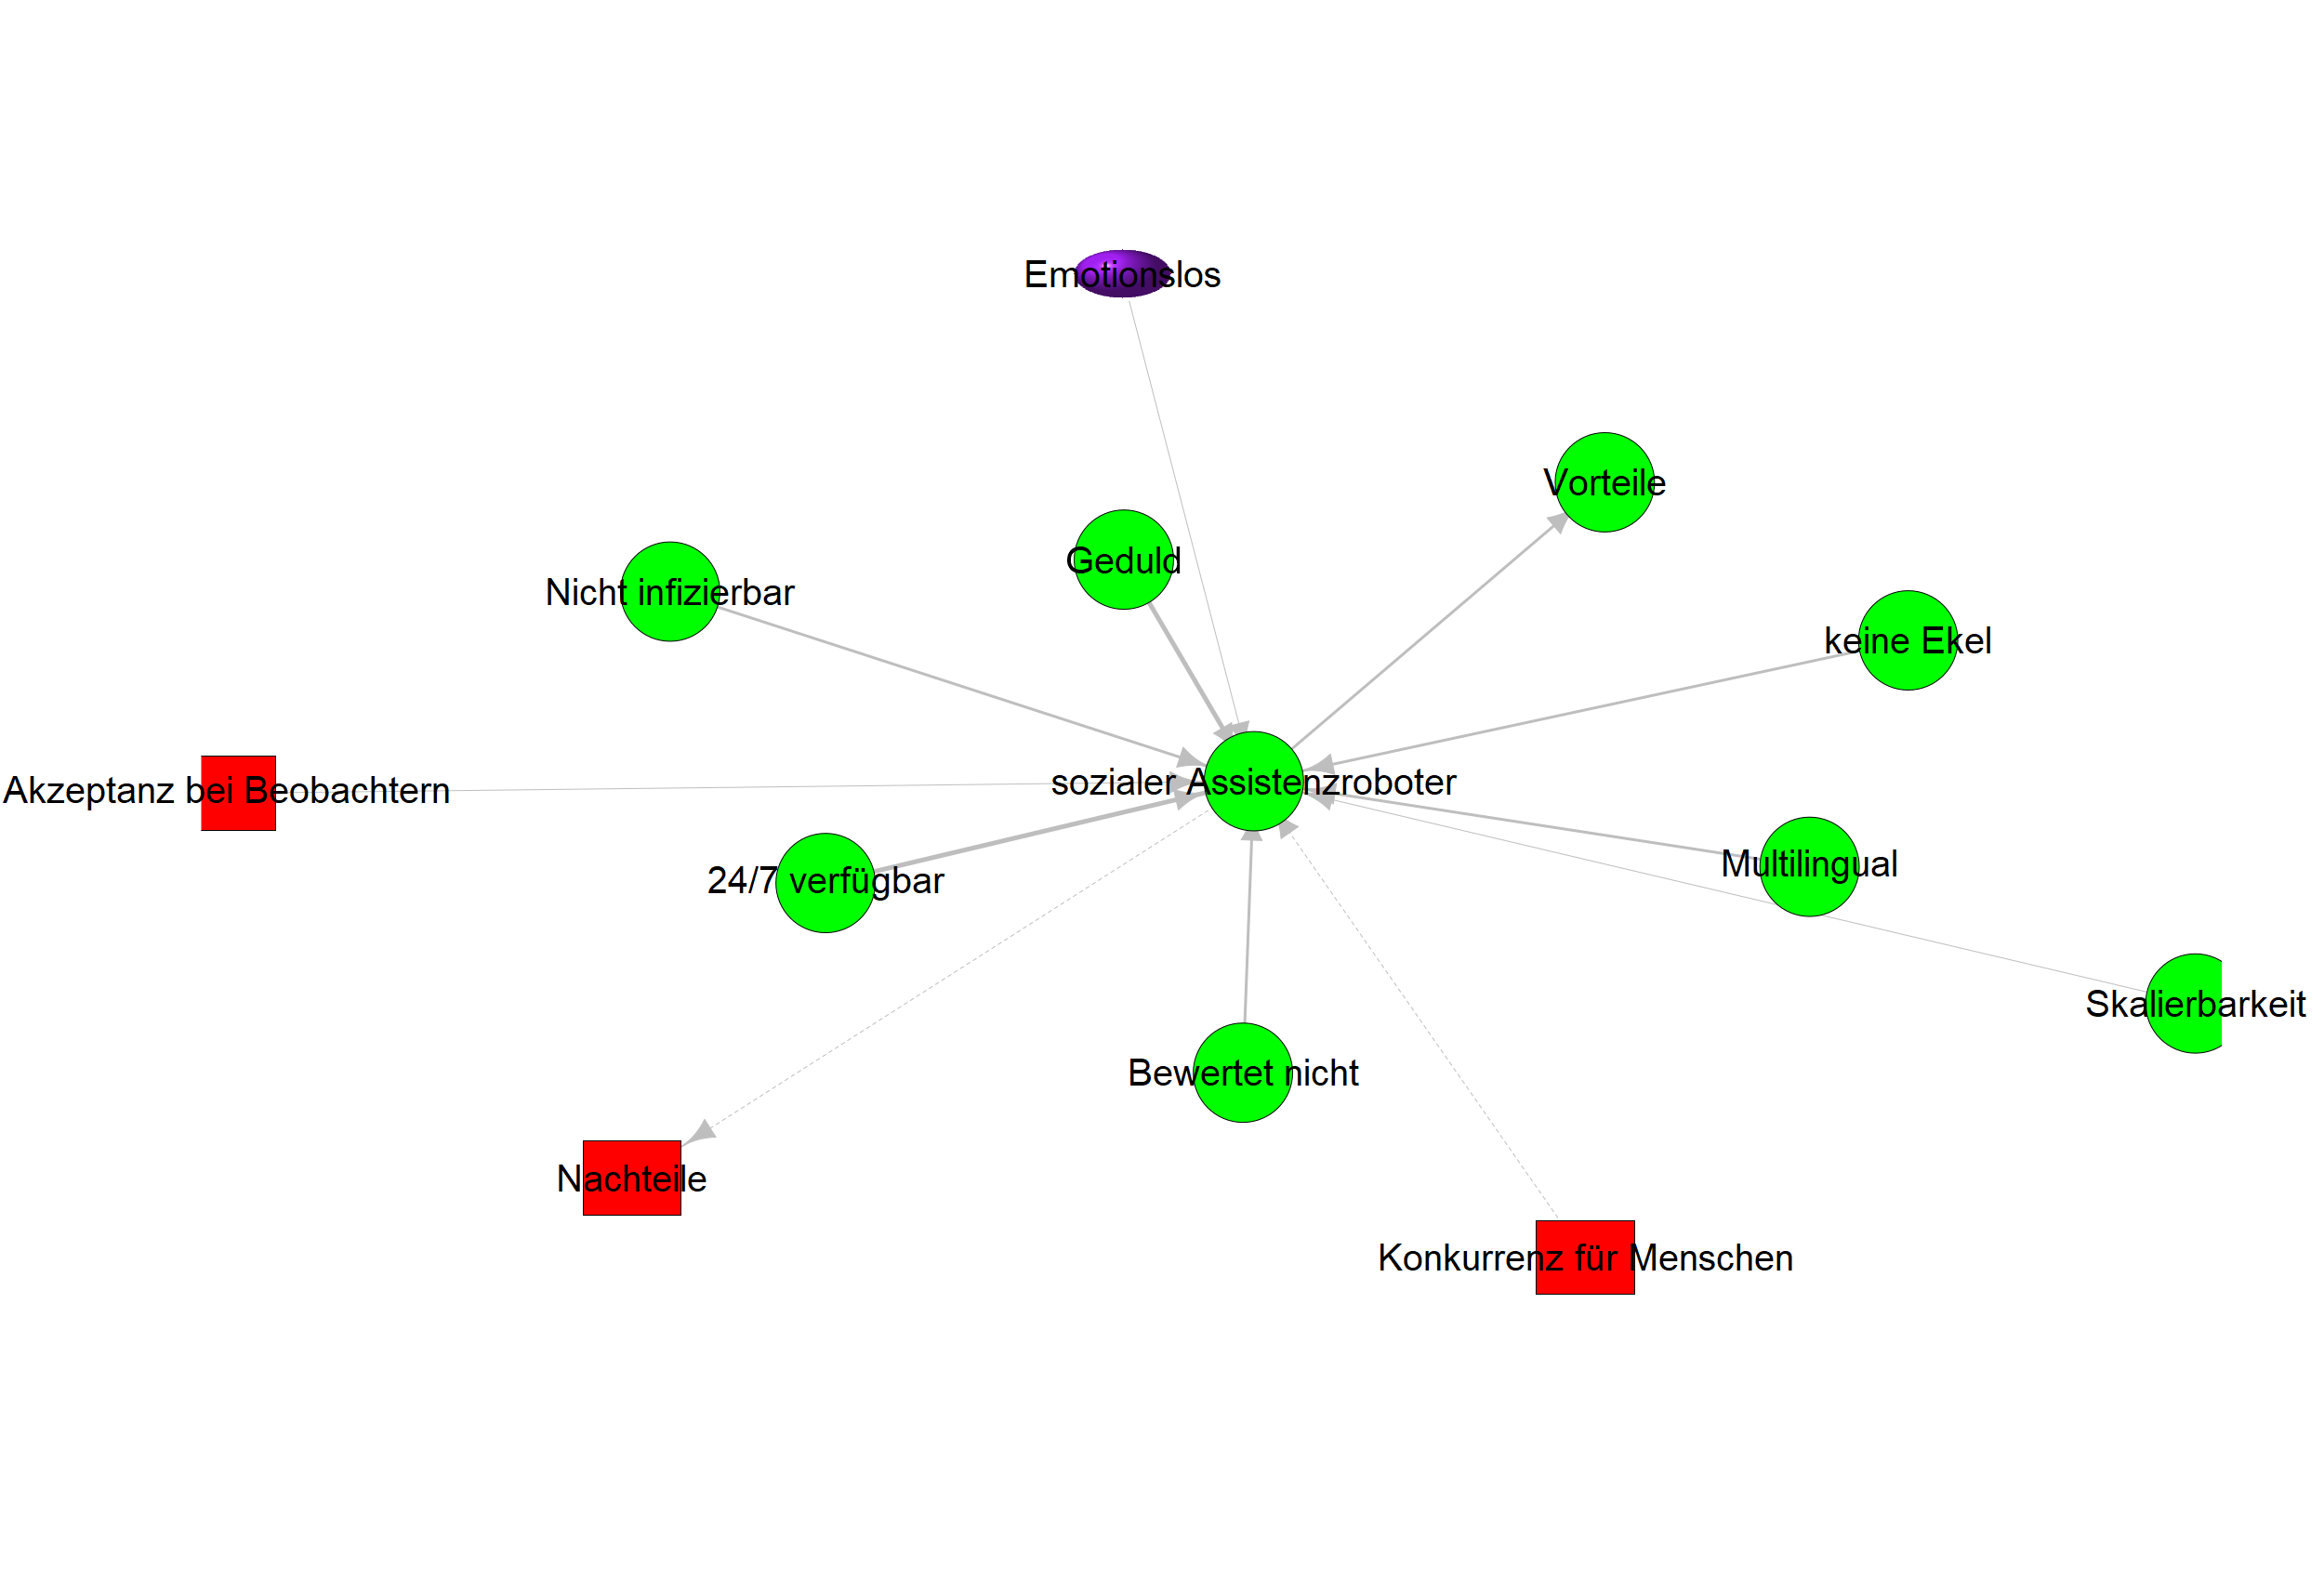 Emotionslos
Vorteile
Geduld
Nicht infizierbar
keine Ekel
sozialer Assistenzroboter
Akzeptanz bei Beobachtern
Multilingual
24/7 verfügbar
Skalierbarkeit
Bewertet nicht
Nachteile
Konkurrenz für Menschen